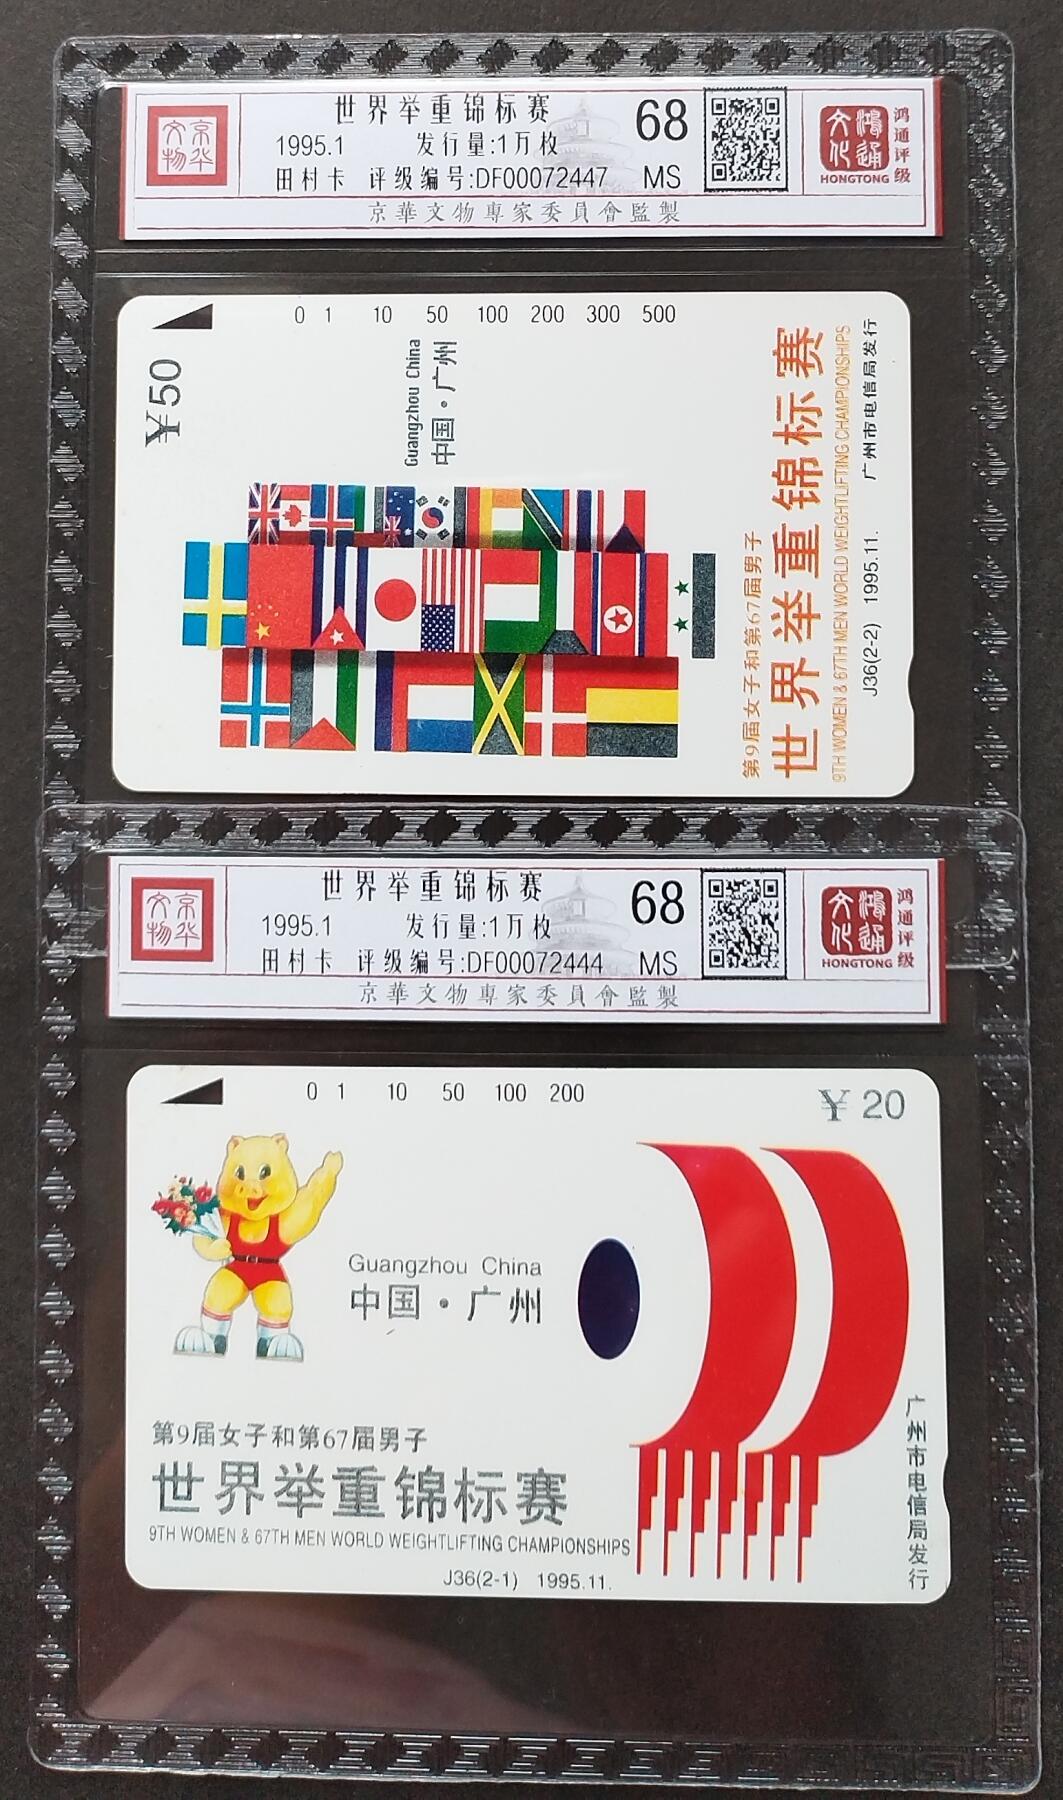 京华
文物
世界举重锦标赛
1995.1 发行量:1万枚
田村卡 评级编号:DF00072447
68
MS
鸿通
文化
HONGTONG
鸿通评级
京華文物專家委員會監製
0 1 10 50 100 200 300 500
¥50
Guangzhou China
中国·广州
第9届女子和第67届男子
世界举重锦标赛
9TH WOMEN & 67TH MEN WORLD WEIGHTLIFTING CHAMPIONSHIPS
J36(2-2) 1995.11. 广州市电信局发行
京华
文物
世界举重锦标赛
1995.1 发行量:1万枚
田村卡 评级编号:DF00072444
68
MS
鸿通
文化
HONGTONG
鸿通评级
京華文物專家委員會監製
0 1 10 50 100 200
¥ 20
Guangzhou China
中国·广州
第9届女子和第67届男子
世界举重锦标赛
9TH WOMEN & 67TH MEN WORLD WEIGHTLIFTING CHAMPIONSHIPS
J36(2-1) 1995.11.
广州市电信局发行